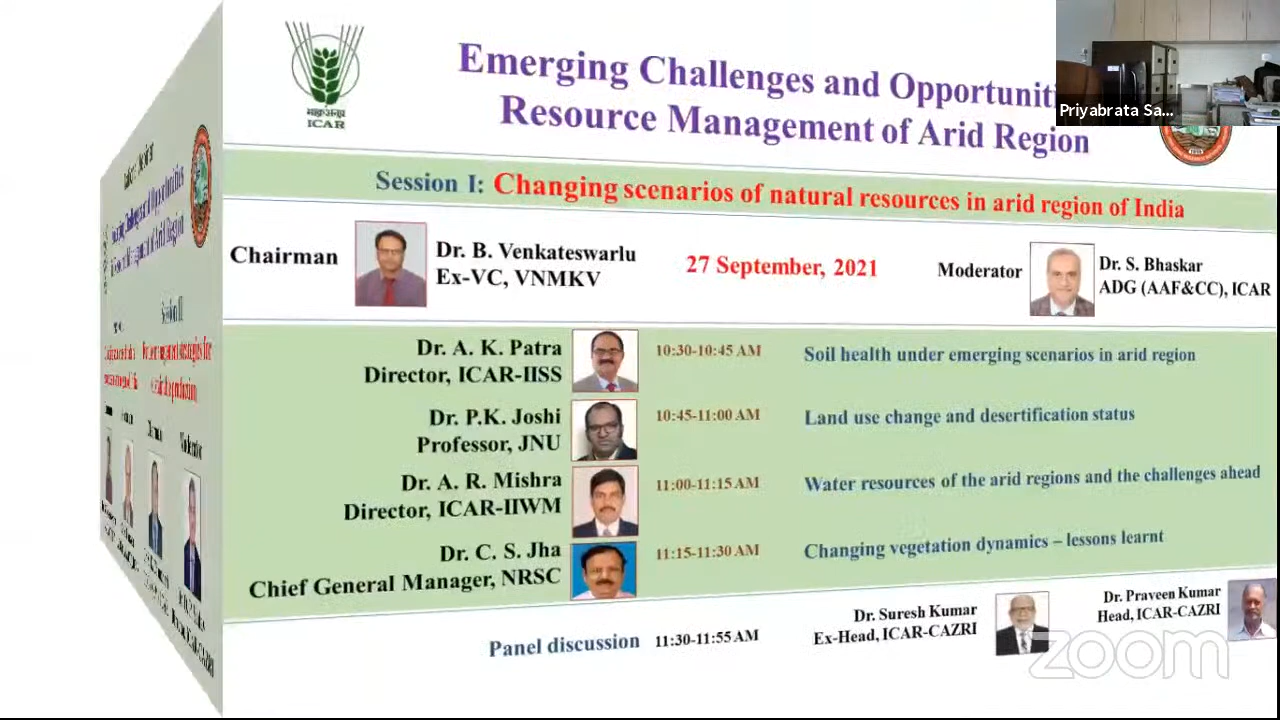 महाकृअनुप
ICAR
Emerging Challenges and Opportuniti
Resource Management of Arid Region
Priyabrata Sa...
Session I: Changing scenarios of natural resources in arid region of India
Chairman
Dr. B. Venkateswarlu
Ex-VC, VNMKV
27 September, 2021
Moderator
Dr. S. Bhaskar
ADG (AAF&CC), ICAR
Dr. A. K. Patra
Director, ICAR-IISS
10:30-10:45 AM
Soil health under emerging scenarios in arid region
Dr. P.K. Joshi
Professor, JNU
10:45-11:00 AM
Land use change and desertification status
Dr. A. R. Mishra
Director, ICAR-IIWM
11:00-11:15 AM
Water resources of the arid regions and the challenges ahead
Dr. C. S. Jha
Chief General Manager, NRSC
11:15-11:30 AM
Changing vegetation dynamics – lessons learnt
Panel discussion
11:30-11:55 AM
Dr. Suresh Kumar
Ex-Head, ICAR-CAZRI
Dr. Praveen Kumar
Head, ICAR-CAZRI
zoom
Session II
Moderator